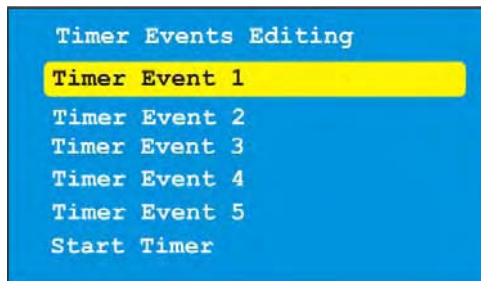 Timer Events Editing
Timer Event 1
Timer Event 2
Timer Event 3
Timer Event 4
Timer Event 5
Start Timer